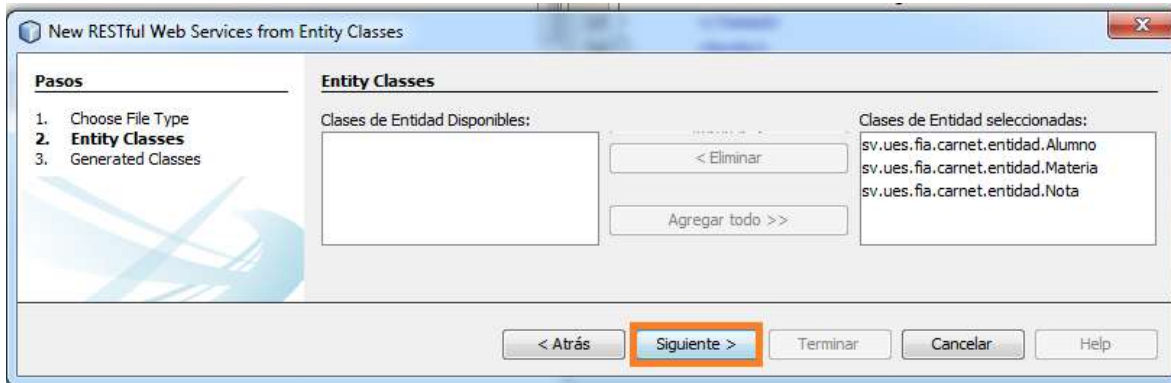 New RESTful Web Services from Entity Classes
Pasos
1. Choose File Type
2. Entity Classes
3. Generated Classes
Entity Classes
Clases de Entidad Disponibles:
< Eliminar
Agregar todo >>
Clases de Entidad seleccionadas:
sv.ues.fia.carnet.entidad.Alumno
sv.ues.fia.carnet.entidad.Materia
sv.ues.fia.carnet.entidad.Nota
< Atrás
Siguiente >
Terminar
Cancelar
Help